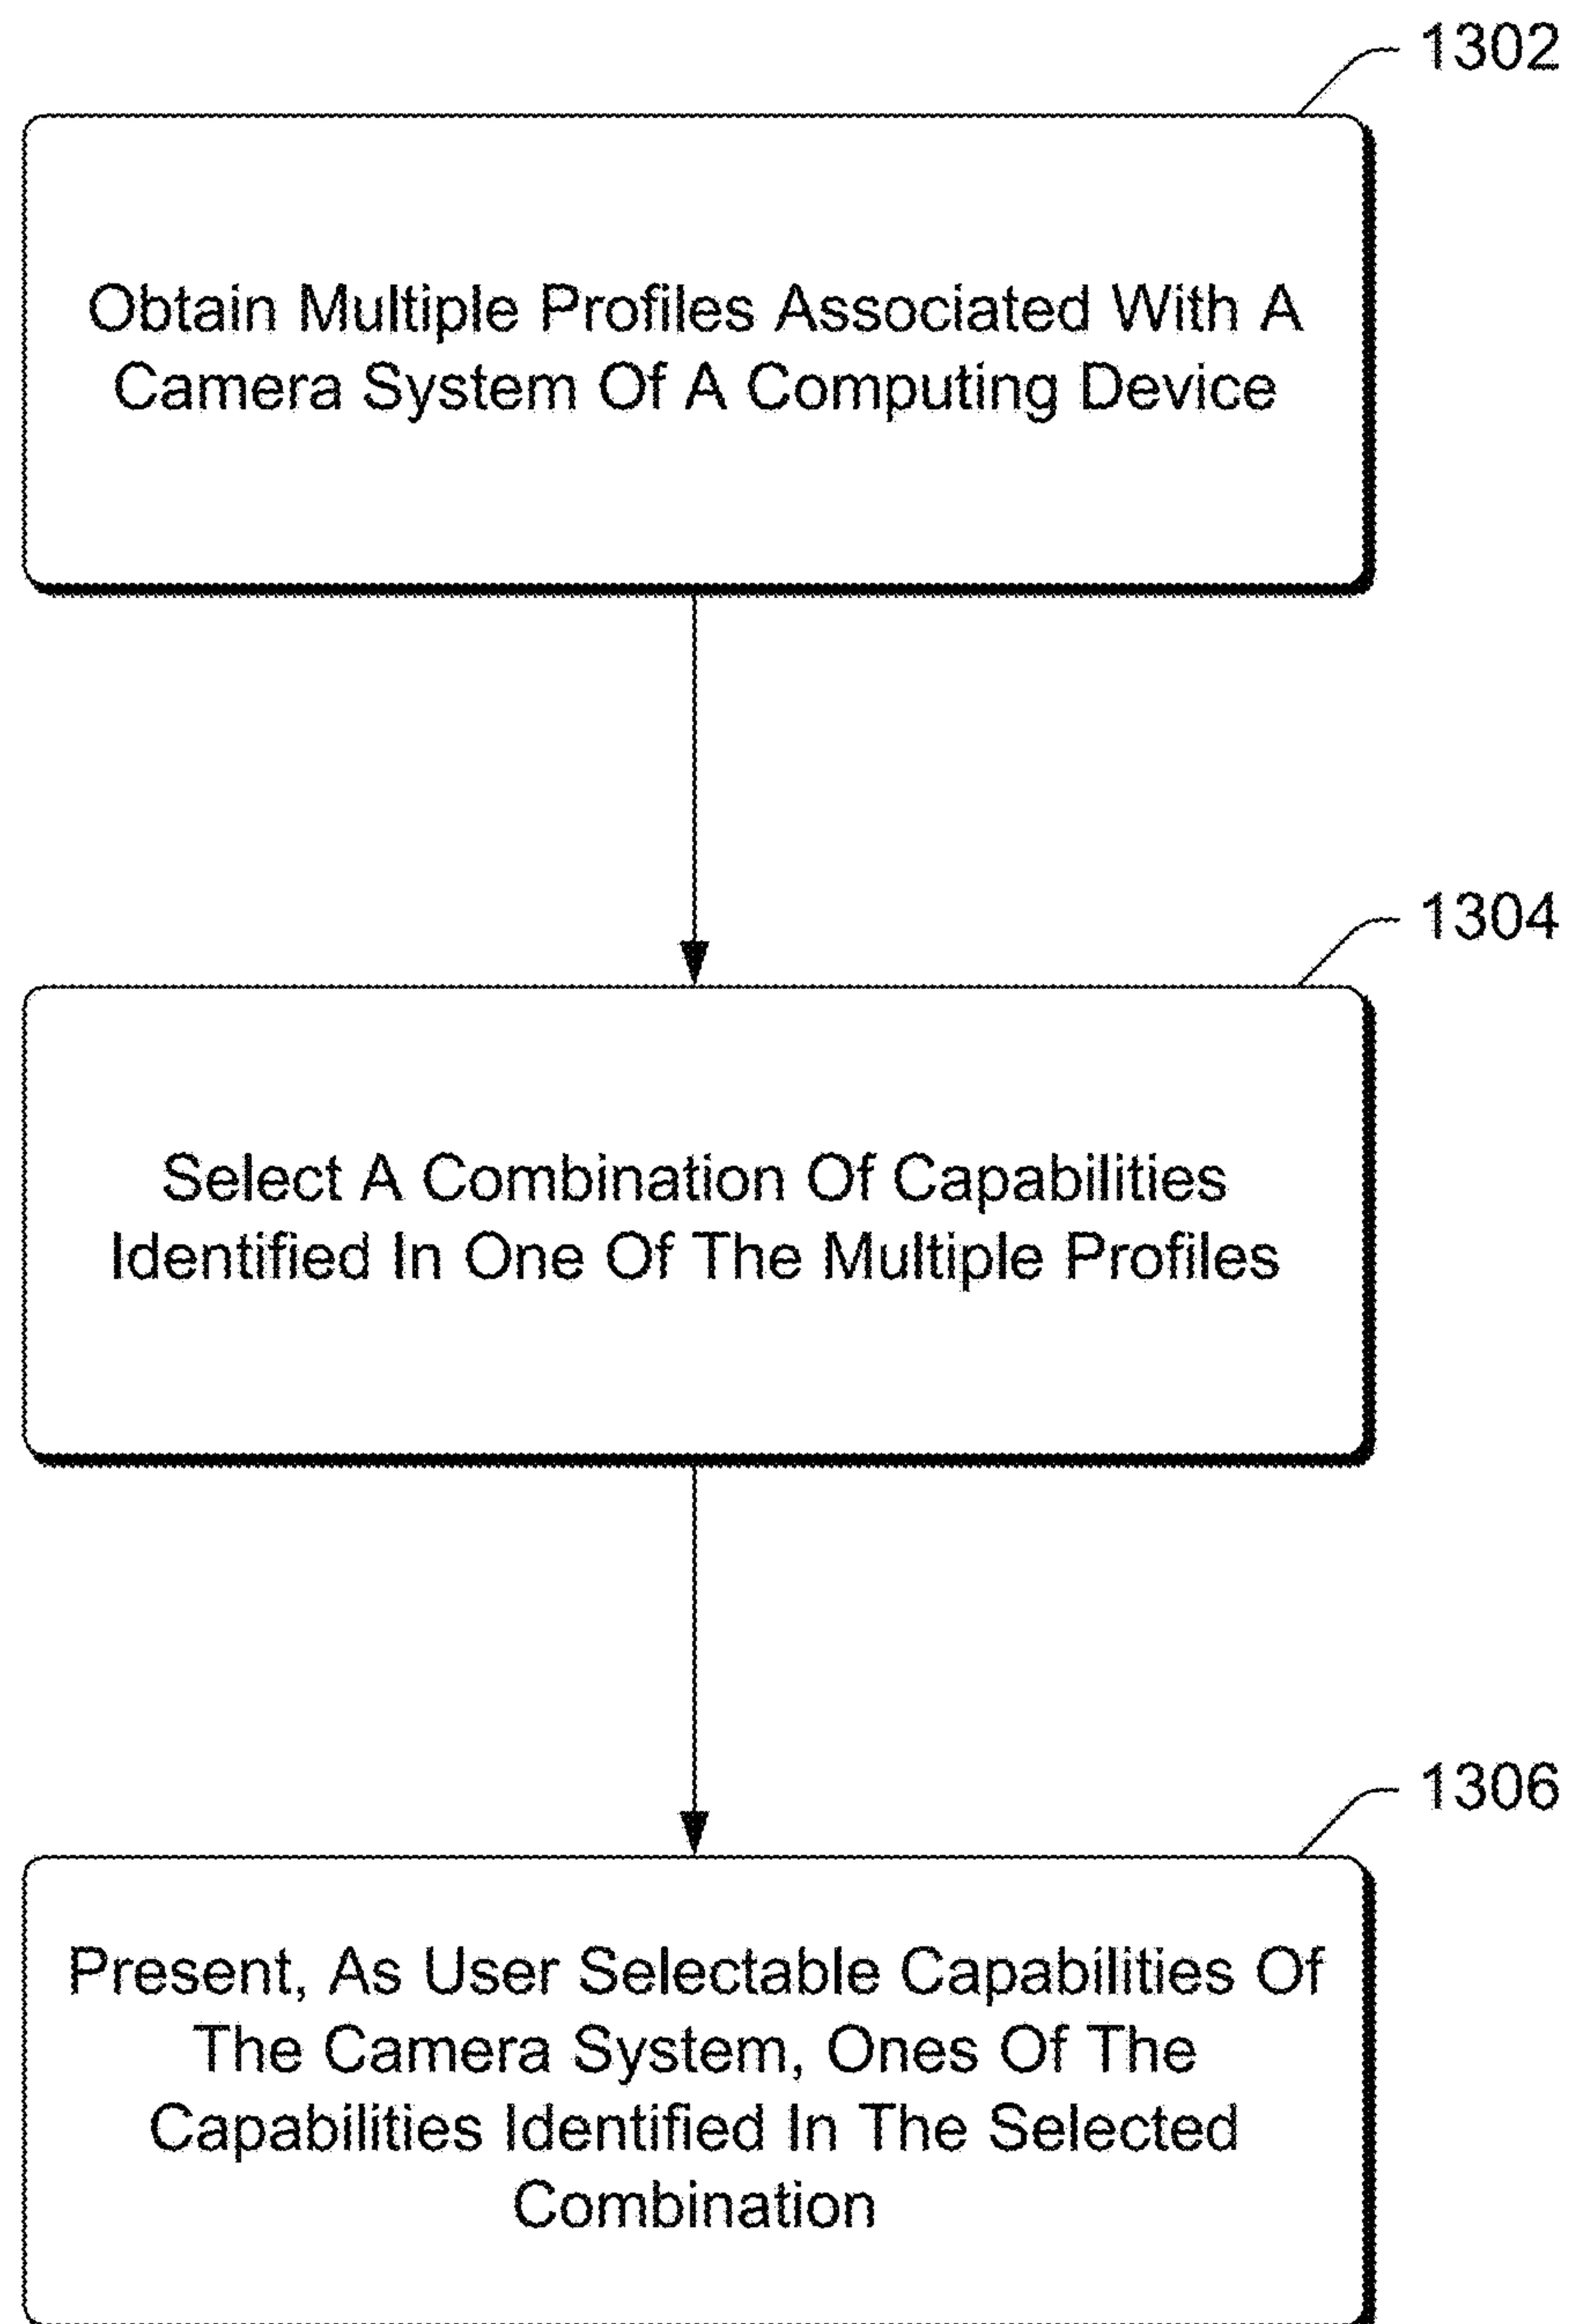 1302
Obtain Multiple Profiles Associated With A
Camera System Of A Computing Device
1304
Select A Combination Of Capabilities
Identified In One Of The Multiple Profiles
1306
Present, As User Selectable Capabilities Of
The Camera System, Ones Of The
Capabilities Identified In The Selected
Combination